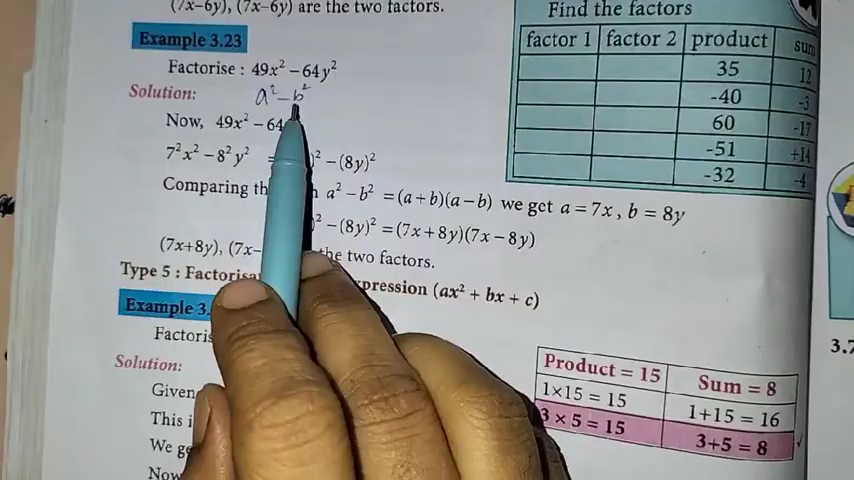 (7x-6y), (7x-6y) are the two factors.
Example 3.23
Factorise : 49x² – 64y²
a² – b²
Solution:
Now, 49x² – 64
7²x² – 8²y² = )² – (8y)²
Comparing th a² – b² = (a + b)(a – b) we get a = 7x, b = 8y
)² – (8y)² = (7x + 8y)(7x – 8y)
(7x+8y), (7x– the two factors.
Type 5 : Factorisa xpression (ax² + bx + c)
Example 3.
Factoris
Solution:
Given
This i
We ge
Now
Find the factors
factor 1 factor 2 product sum
35 12
-40 -3
60 -17
-51 +14
-32 -4
Product = 15 Sum = 8
1×15 = 15 1+15 = 16
3 × 5 = 15 3+5 = 8 ✓
3.7